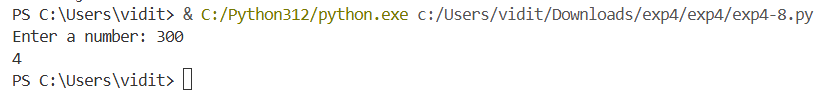 PS C:\Users\vidit> & C:/Python312/python.exe c:/Users/vidit/Downloads/exp4/exp4/exp4-8.py
Enter a number: 300
4
PS C:\Users\vidit>